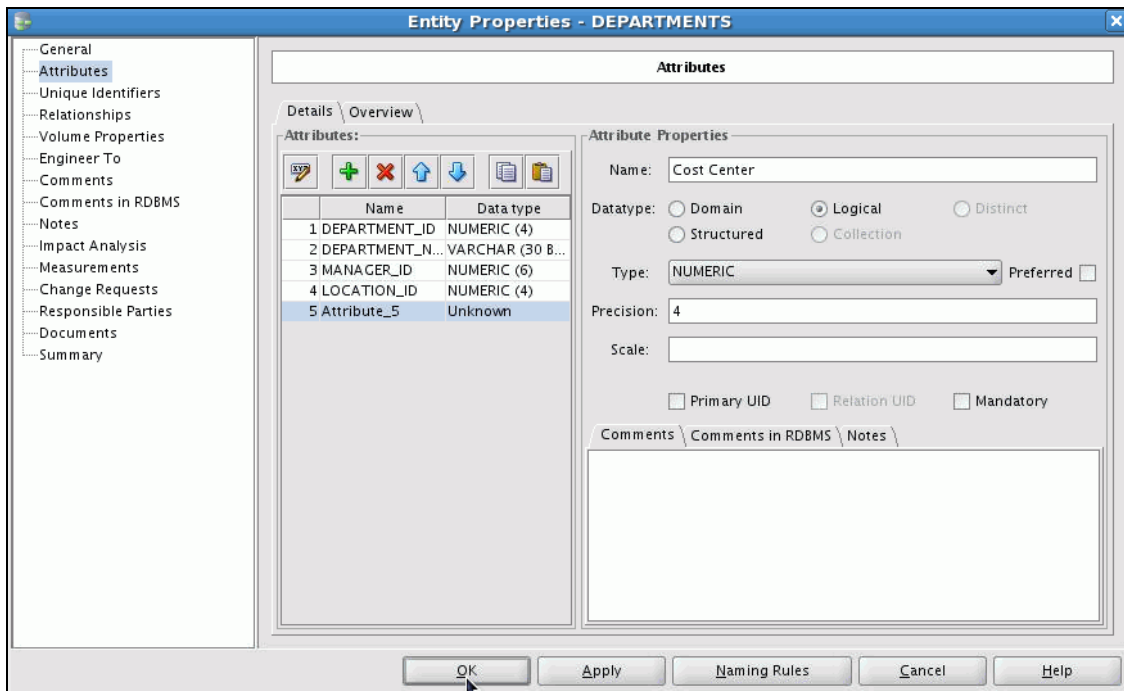 Entity Properties - DEPARTMENTS
General
Attributes
Unique Identifiers
Relationships
Volume Properties
Engineer To
Comments
Comments in RDBMS
Notes
Impact Analysis
Measurements
Change Requests
Responsible Parties
Documents
Summary
Attributes
Details Overview
Attributes:
Name Data type
1 DEPARTMENT_ID NUMERIC (4)
2 DEPARTMENT_N... VARCHAR (30 B...
3 MANAGER_ID NUMERIC (6)
4 LOCATION_ID NUMERIC (4)
5 Attribute_5 Unknown
Attribute Properties
Name: Cost Center
Datatype: Domain Logical Distinct
Structured Collection
Type: NUMERIC Preferred
Precision: 4
Scale:
Primary UID Relation UID Mandatory
Comments Comments in RDBMS Notes
OK Apply Naming Rules Cancel Help